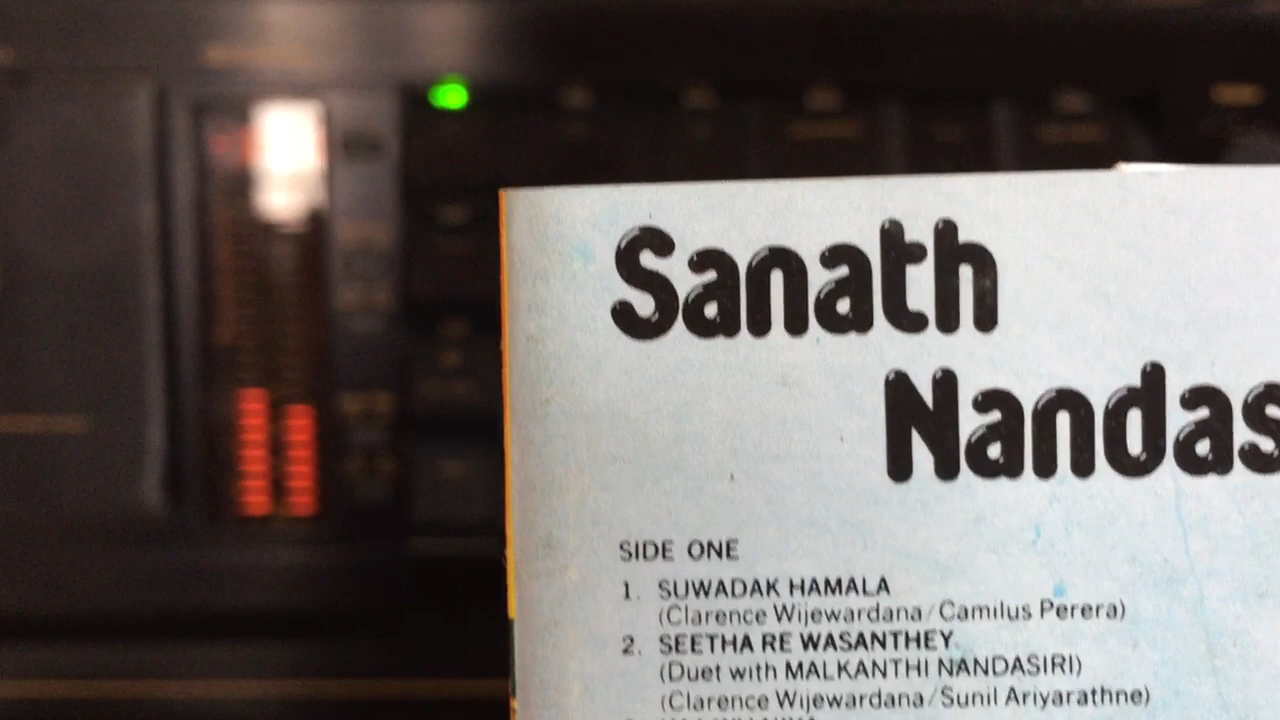 Sanath
Nandas
SIDE ONE
1. SUWADAK HAMALA
(Clarence Wijewardana/Camilus Perera)
2. SEETHA RE WASANTHEY
(Duet with MALKANTHI NANDASIRI)
(Clarence Wijewardana/Sunil Ariyarathne)